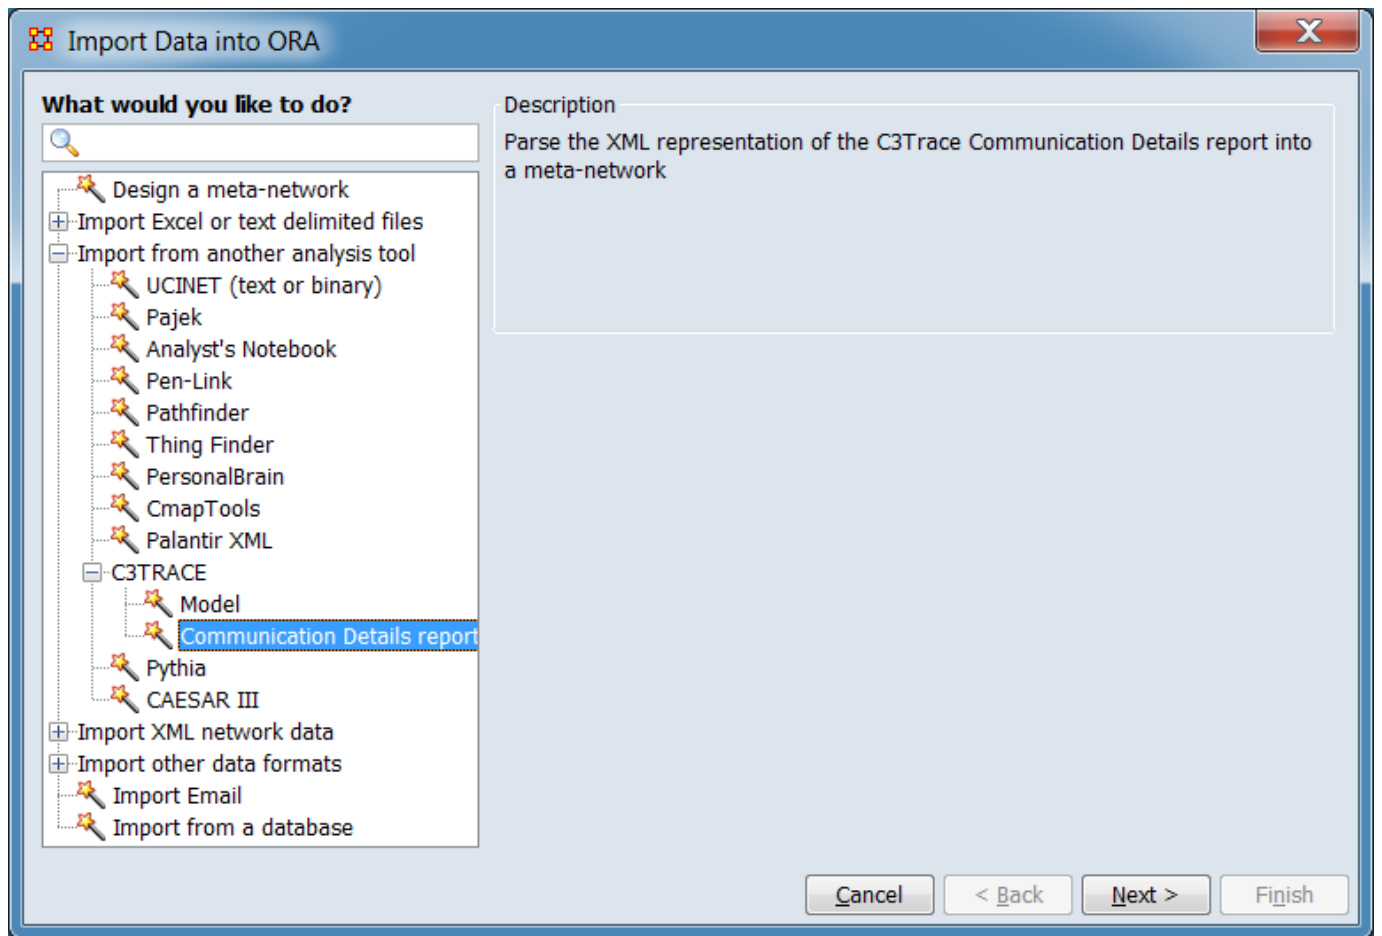 Import Data into ORA
X
What would you like to do?
Design a meta-network
Import Excel or text delimited files
Import from another analysis tool
UCINET (text or binary)
Pajek
Analyst's Notebook
Pen-Link
Pathfinder
Thing Finder
PersonalBrain
CmapTools
Palantir XML
C3TRACE
Model
Communication Details report
Pythia
CAESAR III
Import XML network data
Import other data formats
Import Email
Import from a database
Description
Parse the XML representation of the C3Trace Communication Details report into
a meta-network
Cancel
< Back
Next >
Finish